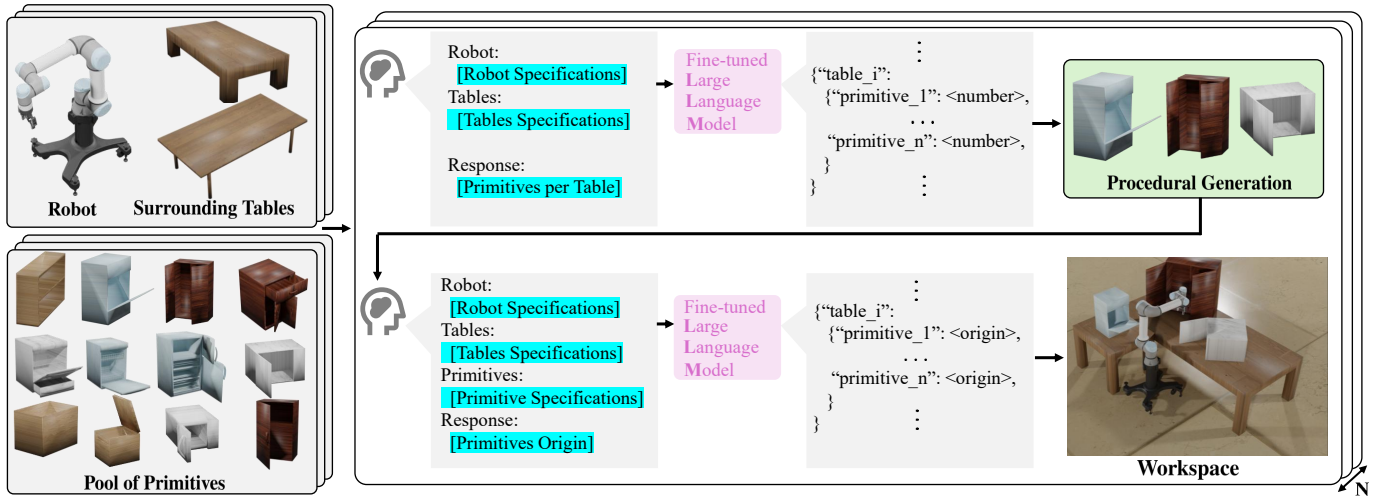 Robot
Surrounding Tables
Pool of Primitives
Robot:
[Robot Specifications]
Tables:
[Tables Specifications]
Response:
[Primitives per Table]
Fine-tuned
Large
Language
Model
⋮
{“table_i”:
{“primitive_1”: <number>,
...
“primitive_n”: <number>,
}
}
⋮
Procedural Generation
Robot:
[Robot Specifications]
Tables:
[Tables Specifications]
Primitives:
[Primitive Specifications]
Response:
[Primitives Origin]
Fine-tuned
Large
Language
Model
⋮
{“table_i”:
{“primitive_1”: <origin>,
...
“primitive_n”: <origin>,
}
}
⋮
Workspace
N